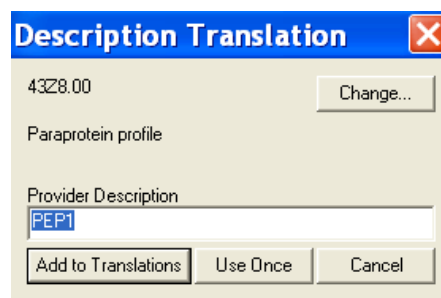 Description Translation
43Z8.00
Change...
Paraprotein profile
Provider Description
PEP1
Add to Translations Use Once Cancel